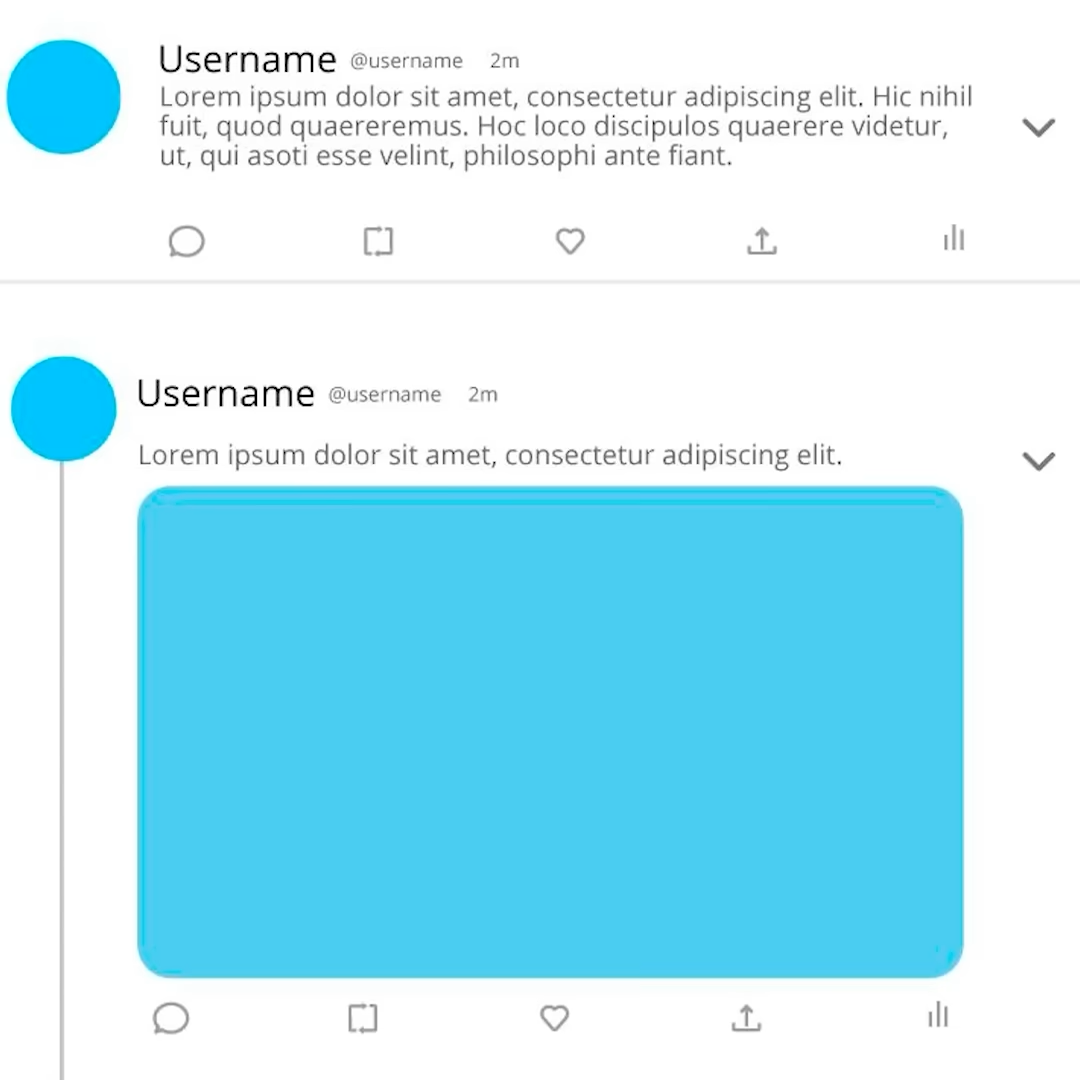 Username @username 2m
Lorem ipsum dolor sit amet, consectetur adipiscing elit. Hic nihil
fuit, quod quaereremus. Hoc loco discipulos quaerere videtur,
ut, qui asoti esse velint, philosophi ante fiant.
Username @username 2m
Lorem ipsum dolor sit amet, consectetur adipiscing elit.